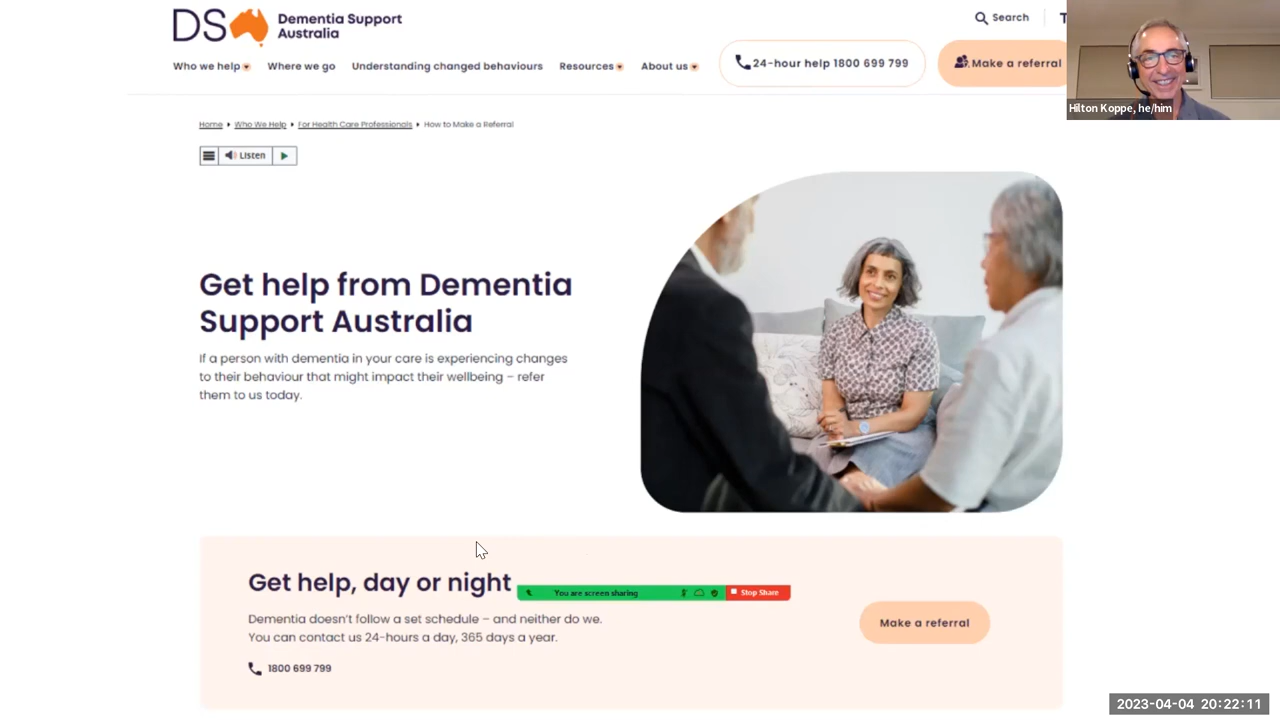 DS Dementia Support
Australia
Search
T
Who we help
Where we go
Understanding changed behaviours
Resources
About us
24-hour help 1800 699 799
Make a referral
Hilton Koppe, he/him
Home
Who We Help
For Health Care Professionals
How to Make a Referral
Listen
Get help from Dementia
Support Australia
If a person with dementia in your care is experiencing changes
to their behaviour that might impact their wellbeing – refer
them to us today.
Get help, day or night
You are screen sharing
Stop Share
Dementia doesn't follow a set schedule – and neither do we.
You can contact us 24-hours a day, 365 days a year.
1800 699 799
Make a referral
2023-04-04 20:22:11